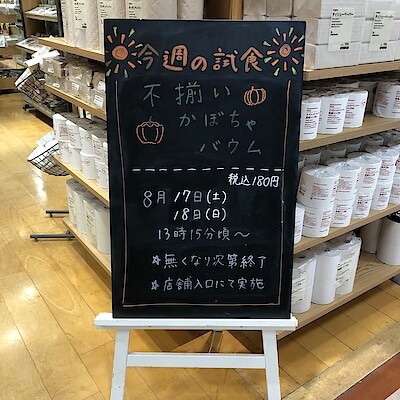 今週の試食
不揃い
かぼちゃ
バウム
税込180円
8月 17日(土)
18日(日)
13時15分頃～
☆無くなり次第終了
☆店舗入口にて実施